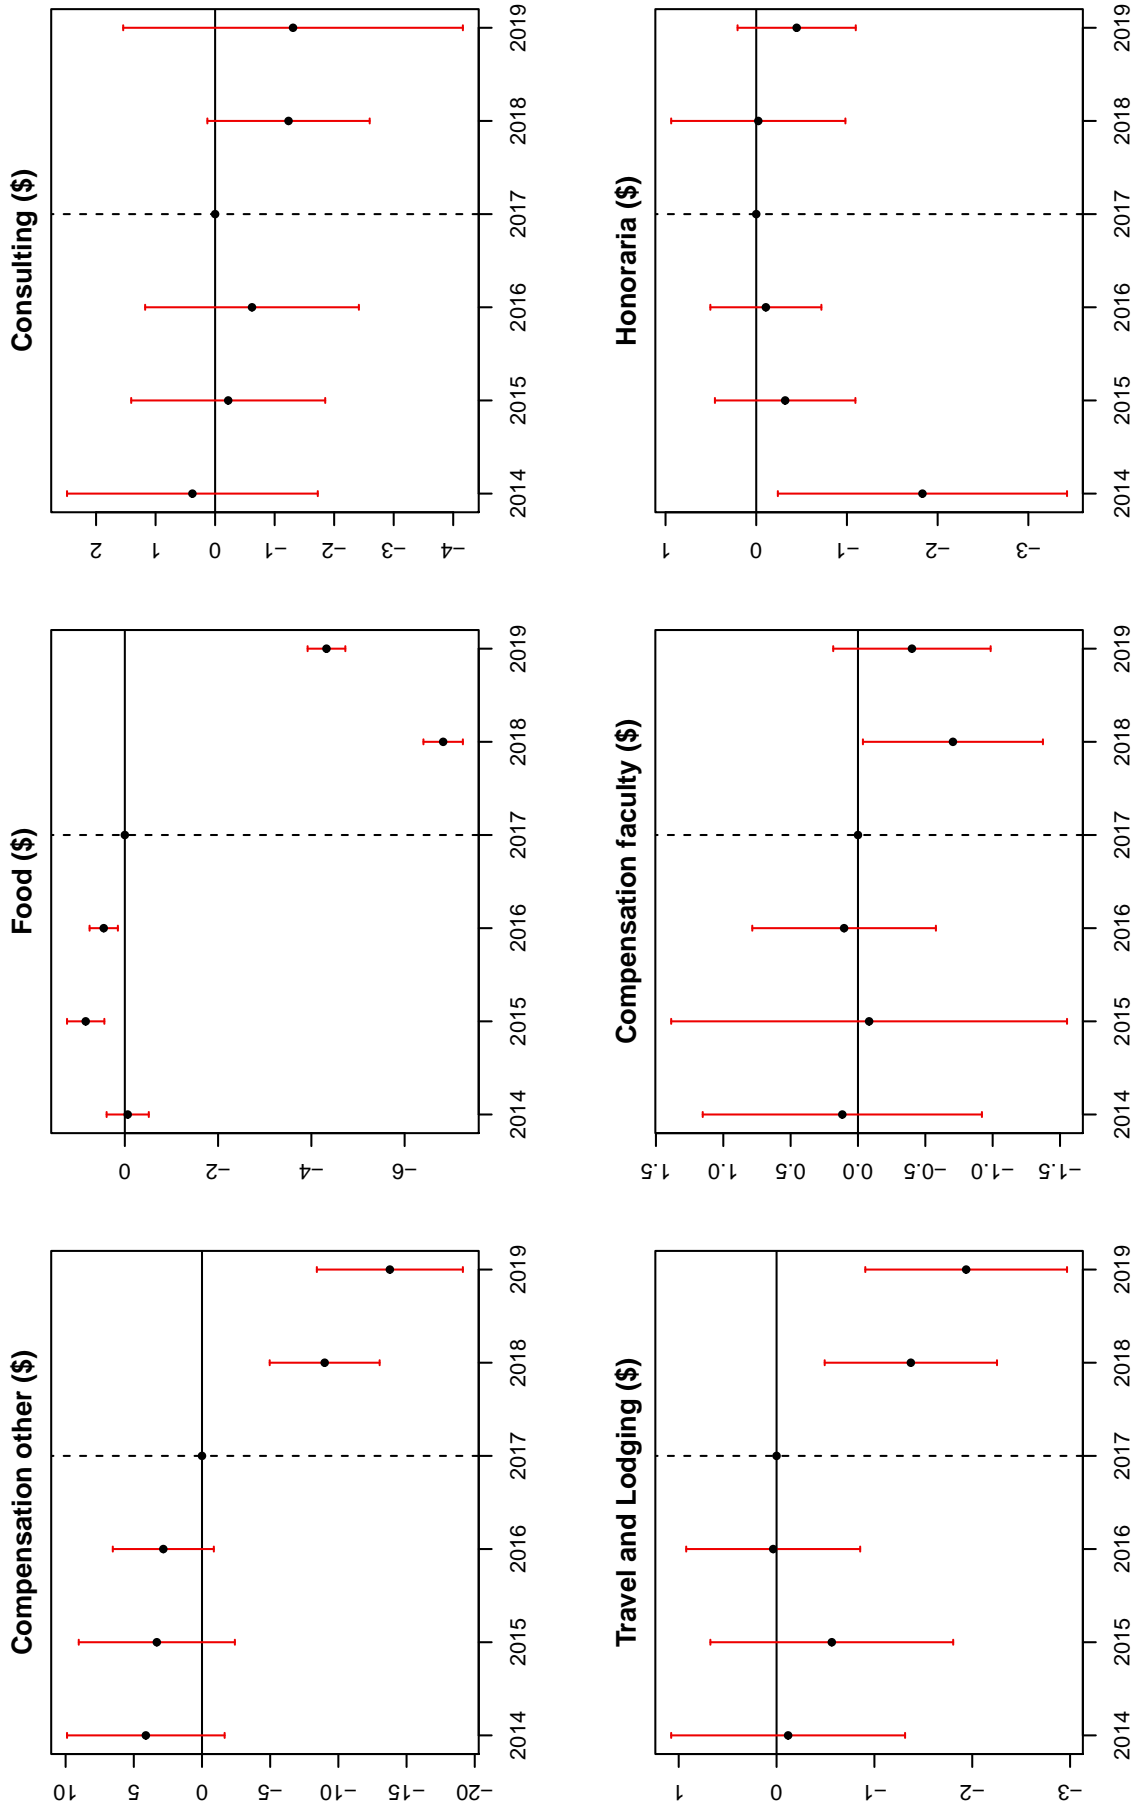 Compensation other ($)
10
5
0
−5
−10
−15
−20
2014 2015 2016 2017 2018 2019
Food ($)
0
−2
−4
−6
2014 2015 2016 2017 2018 2019
Consulting ($)
2
1
0
−1
−2
−3
−4
2014 2015 2016 2017 2018 2019
Travel and Lodging ($)
1
0
−1
−2
−3
2014 2015 2016 2017 2018 2019
Compensation faculty ($)
1.5
1.0
0.5
0.0
−0.5
−1.0
−1.5
2014 2015 2016 2017 2018 2019
Honoraria ($)
1
0
−1
−2
−3
2014 2015 2016 2017 2018 2019